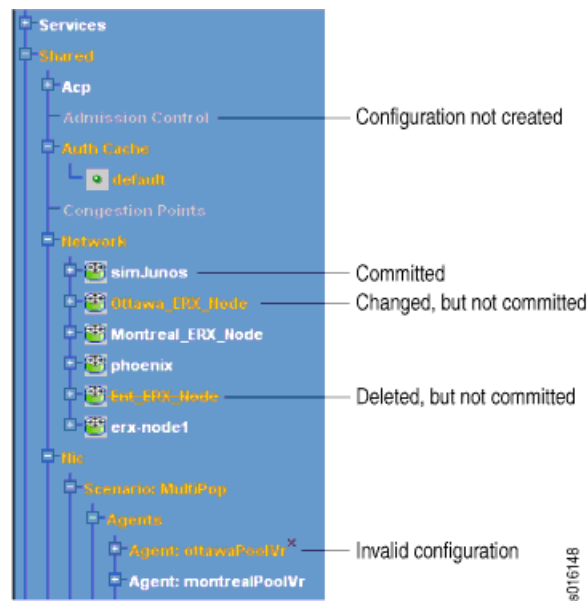 Services
Shared
Acp
Admission Control
Configuration not created
Auth Cache
default
Congestion Points
Network
simJunos
Committed
Ottawa_ERX_Node
Changed, but not committed
Montreal_ERX_Node
phoenix
Ent_ERX_Node
Deleted, but not committed
erx-node1
Nic
Scenario: MultiPop
Agents
Agent: ottawaPoolVr
Invalid configuration
Agent: montrealPoolVr
s016148